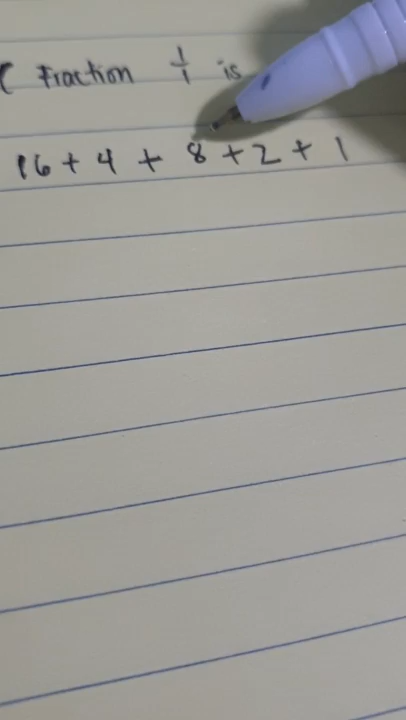 Fraction 1/1 is
16 + 4 + 8 + 2 + 1